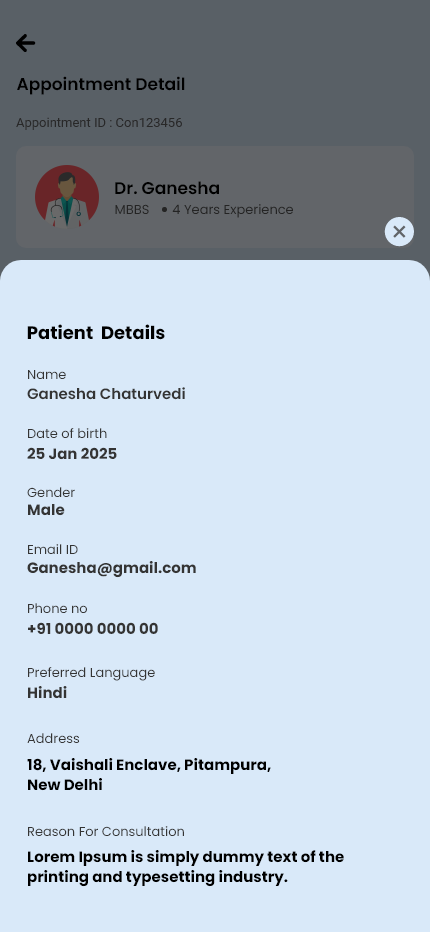 Appointment Detail
Appointment ID : Con123456
Dr. Ganesha
MBBS • 4 Years Experience
Patient Details
Name
Ganesha Chaturvedi
Date of birth
25 Jan 2025
Gender
Male
Email ID
Ganesha@gmail.com
Phone no
+91 0000 0000 00
Preferred Language
Hindi
Address
18, Vaishali Enclave, Pitampura,
New Delhi
Reason For Consultation
Lorem Ipsum is simply dummy text of the
printing and typesetting industry.